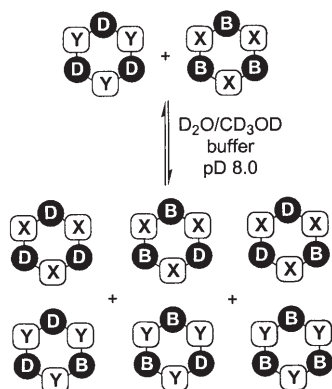 D B
Y Y X X
+
D D B B
Y X
D₂O/CD₃OD
buffer
pD 8.0
D B D
X X X X X X
D D B D D B
X X X
+ +
D B B
Y Y Y Y Y Y
D B B D B B
Y Y Y